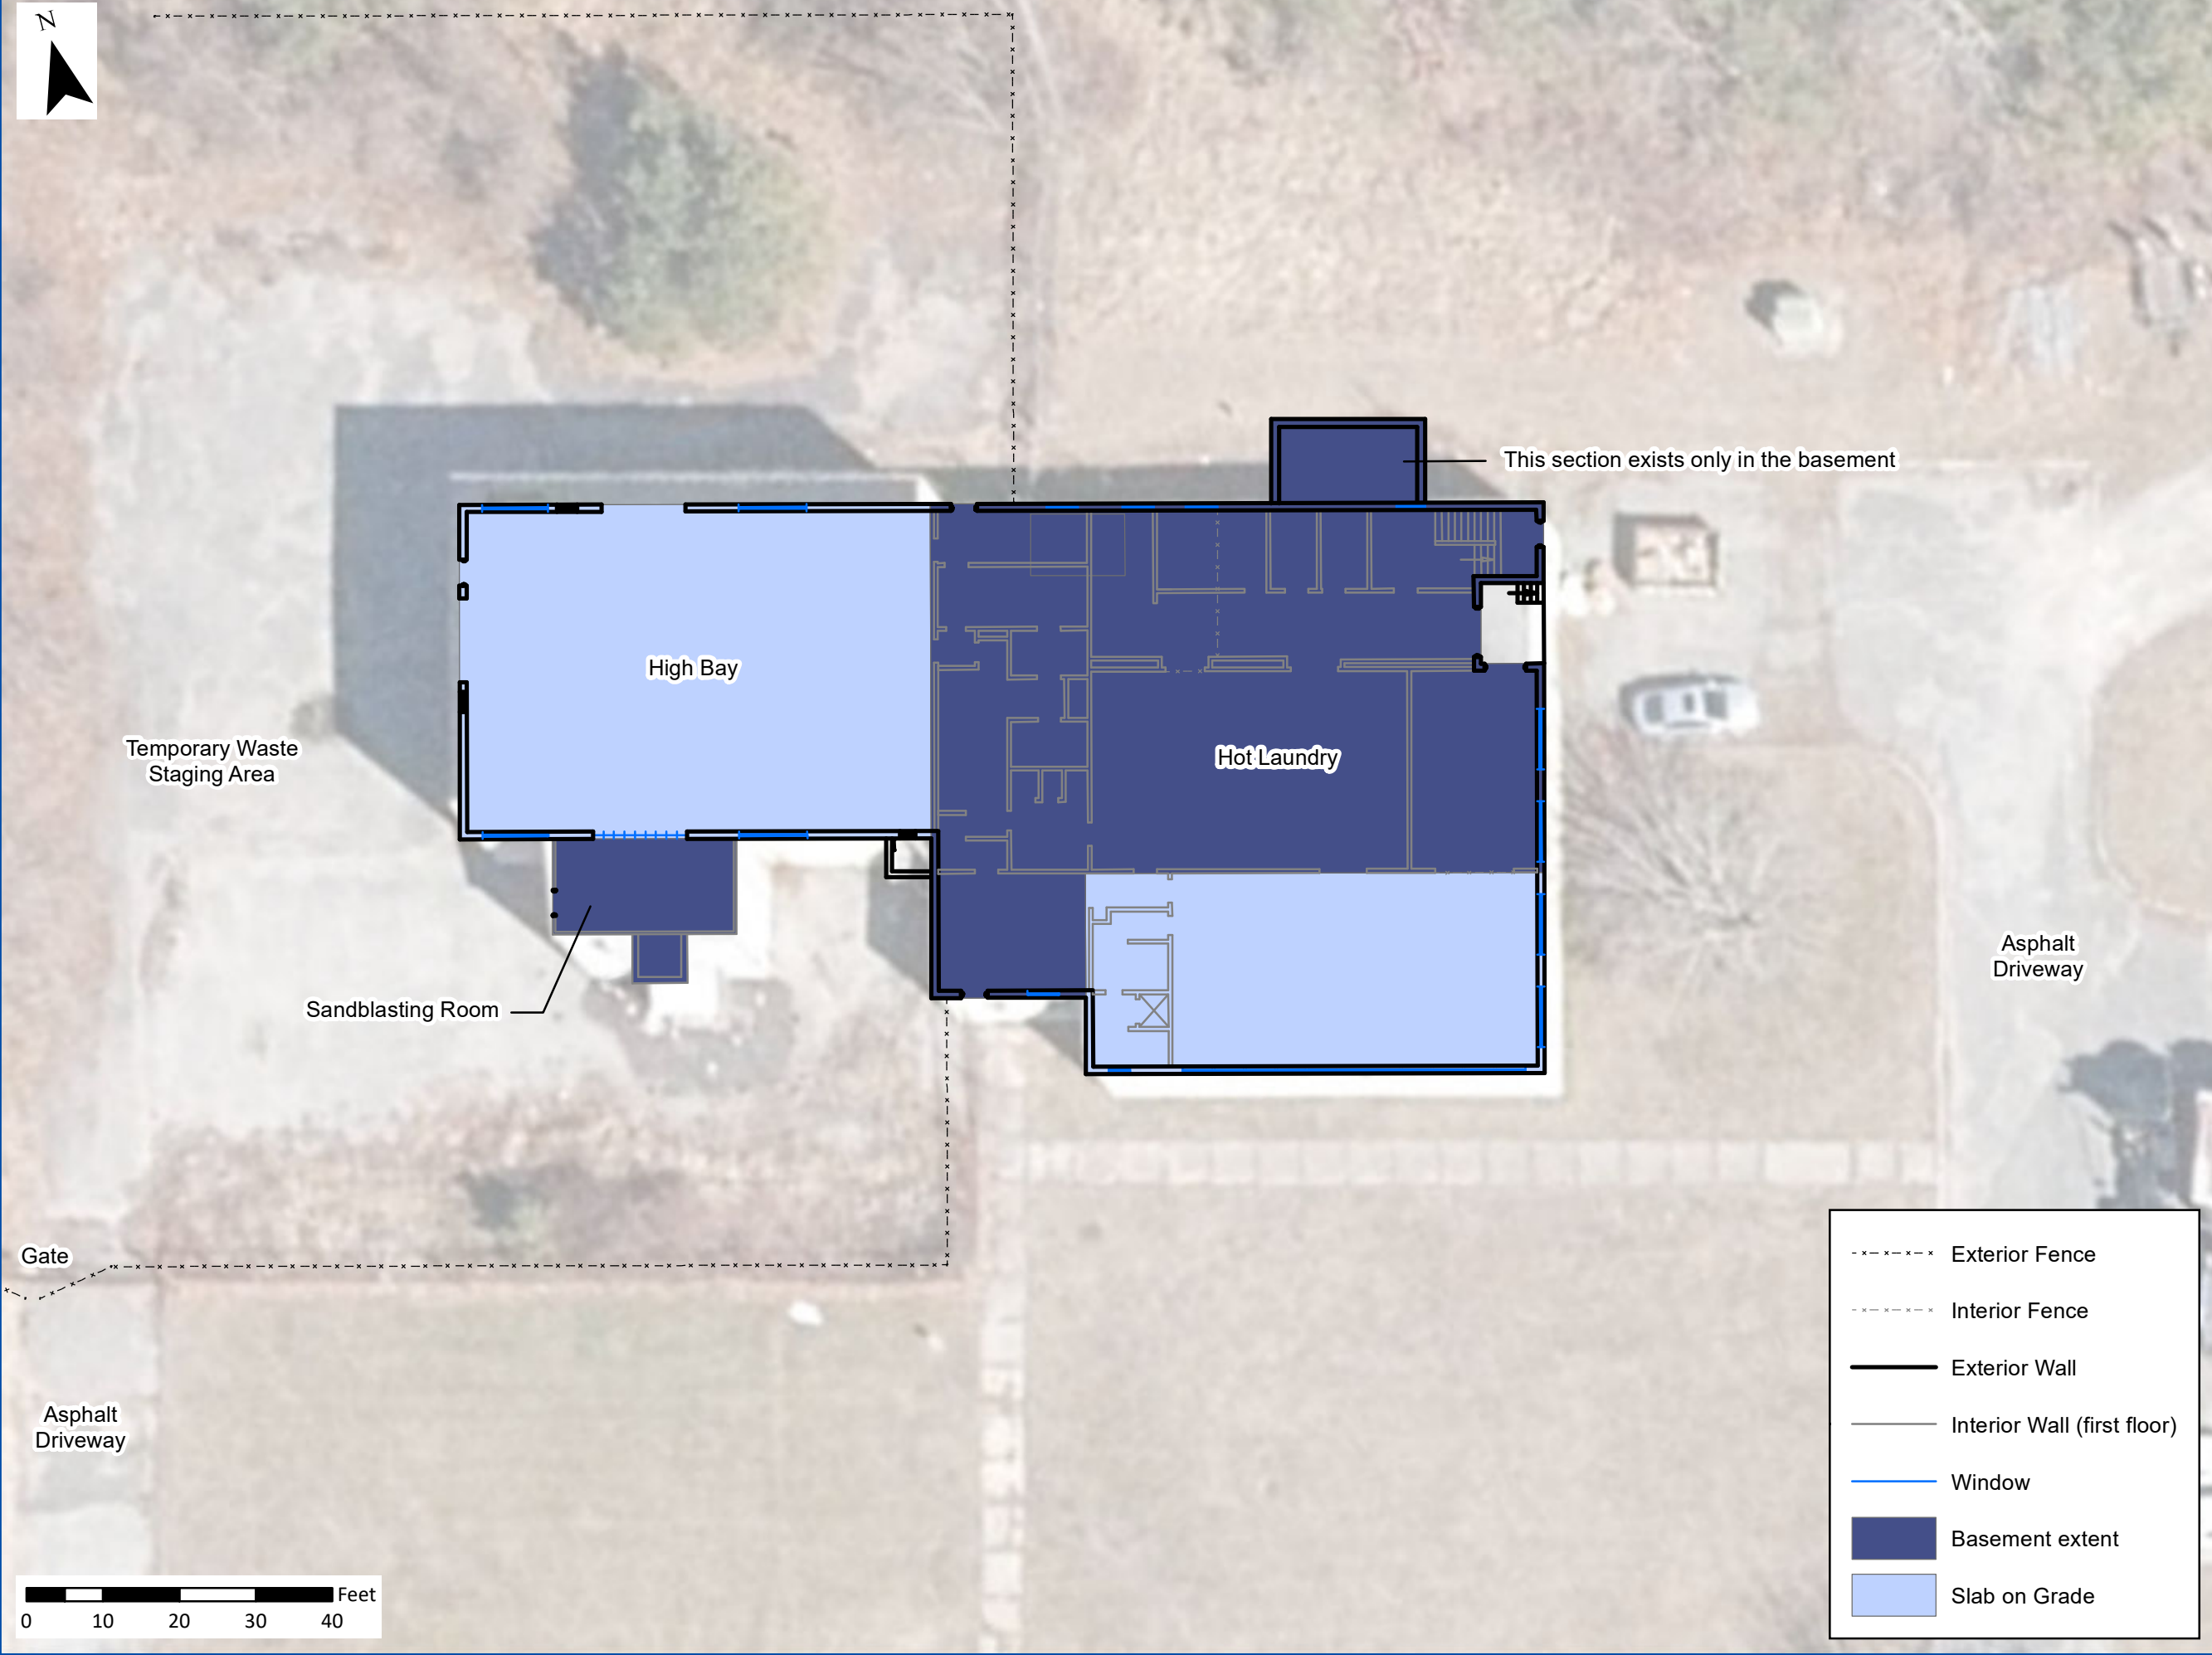 N
This section exists only in the basement
High Bay
Temporary Waste
Staging Area
Hot Laundry
Asphalt
Driveway
Sandblasting Room
Gate
Asphalt
Driveway
Exterior Fence
Interior Fence
Exterior Wall
Interior Wall (first floor)
Window
Basement extent
Slab on Grade
Feet
0 10 20 30 40